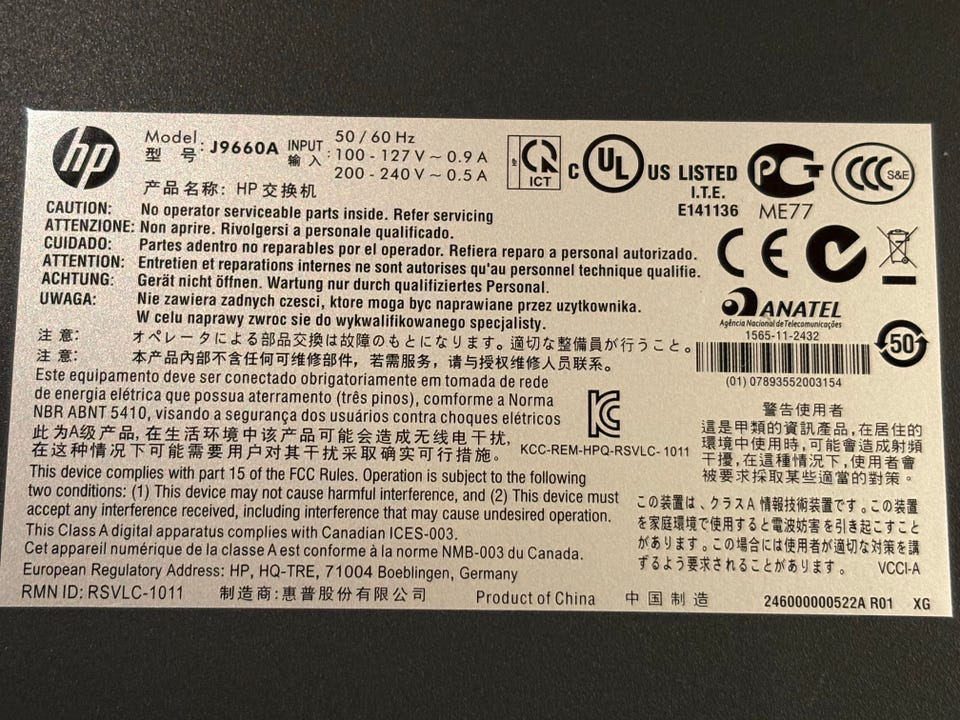 hp
Model
型 号: J9660A
INPUT
输 入 :
50 / 60 Hz
100 - 127 V ~ 0.9 A
200 - 240 V ~ 0.5 A
产品名称: HP 交换机
ICT
C UL US LISTED
I.T.E.
E141136
PCT
ME77
CCC S&E
CE
ANATEL
Agência Nacional de Telecomunicações
1565-11-2432
(01) 07893552003154
50
CAUTION: No operator serviceable parts inside. Refer servicing
ATTENZIONE: Non aprire. Rivolgersi a personale qualificado.
CUIDADO: Partes adentro no reparables por el operador. Refiera reparo a personal autorizado.
ATTENTION: Entretien et reparations internes ne sont autorises qu'au personnel technique qualifie.
ACHTUNG: Gerät nicht öffnen. Wartung nur durch qualifiziertes Personal.
UWAGA: Nie zawiera zadnych czesci, ktore moga byc naprawiane przez uzytkownika.
W celu naprawy zwroc sie do wykwalifikowanego specjalisty.
注 意: オペレータによる部品交換は故障のもとになります。適切な整備員が行うこと。
注 意: 本产品内部不含任何可维修部件，若需服务，请与授权维修人员联系。
Este equipamento deve ser conectado obrigatoriamente em tomada de rede
de energia elétrica que possua aterramento (três pinos), conforme a Norma
NBR ABNT 5410, visando a segurança dos usuários contra choques elétricos
此为A级产品,在生活环境中该产品可能会造成无线电干扰,
在这种情况下可能需要用户对其干扰采取确实可行措施。
KCC-REM-HPQ-RSVLC- 1011
This device complies with part 15 of the FCC Rules. Operation is subject to the following
two conditions: (1) This device may not cause harmful interference, and (2) This device must
accept any interference received, including interference that may cause undesired operation.
This Class A digital apparatus complies with Canadian ICES-003.
Cet appareil numérique de la classe A est conforme à la norme NMB-003 du Canada.
European Regulatory Address: HP, HQ-TRE, 71004 Boeblingen, Germany
警告使用者
這是甲類的資訊產品，在居住的
環境中使用時，可能會造成射頻
干擾，在這種情況下，使用者會
被要求採取某些適當的對策。
この装置は、クラスA 情報技術装置です。この装置
を家庭環境で使用すると電波妨害を引き起こすこと
があります。この場合には使用者が適切な対策を講
ずるよう要求されることがあります。 VCCI-A
RMN ID: RSVLC-1011 制造商:惠普股份有限公司 Product of China 中 国 制 造 246000000522A R01 XG